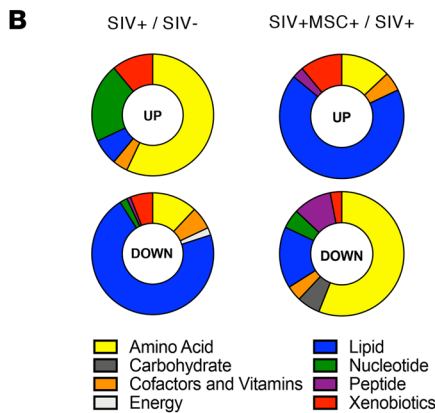 B
SIV+ / SIV-
SIV+MSC+ / SIV+
UP
UP
DOWN
DOWN
Amino Acid
Carbohydrate
Cofactors and Vitamins
Energy
Lipid
Nucleotide
Peptide
Xenobiotics